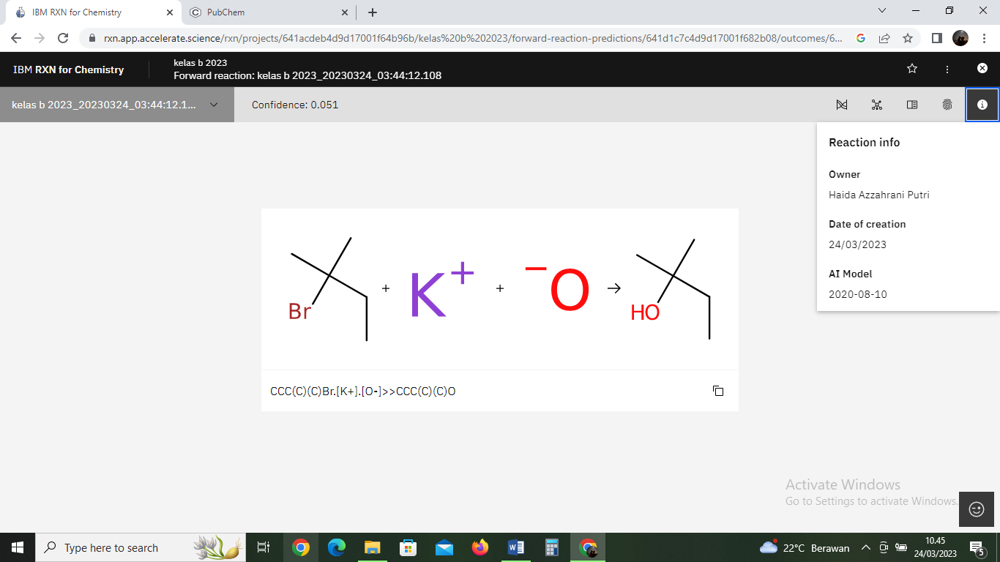 IBM RXN for Chemistry
PubChem
rxn.app.accelerate.science/rxn/projects/641acdeb4d9d17001f64b96b/kelas%20b%202023/forward-reaction-predictions/641d1c7c4d9d17001f682b08/outcomes/6...
IBM RXN for Chemistry
kelas b 2023
Forward reaction: kelas b 2023_20230324_03:44:12.108
kelas b 2023_20230324_03:44:12.1...
Confidence: 0.051
Reaction info
Owner
Haida Azzahrani Putri
Date of creation
24/03/2023
AI Model
2020-08-10
Br + K+ + −O → HO
CCC(C)(C)Br.[K+].[O-]>>CCC(C)(C)O
Activate Windows
Go to Settings to activate Windows.
Type here to search
22°C Berawan
10.45
24/03/2023
5